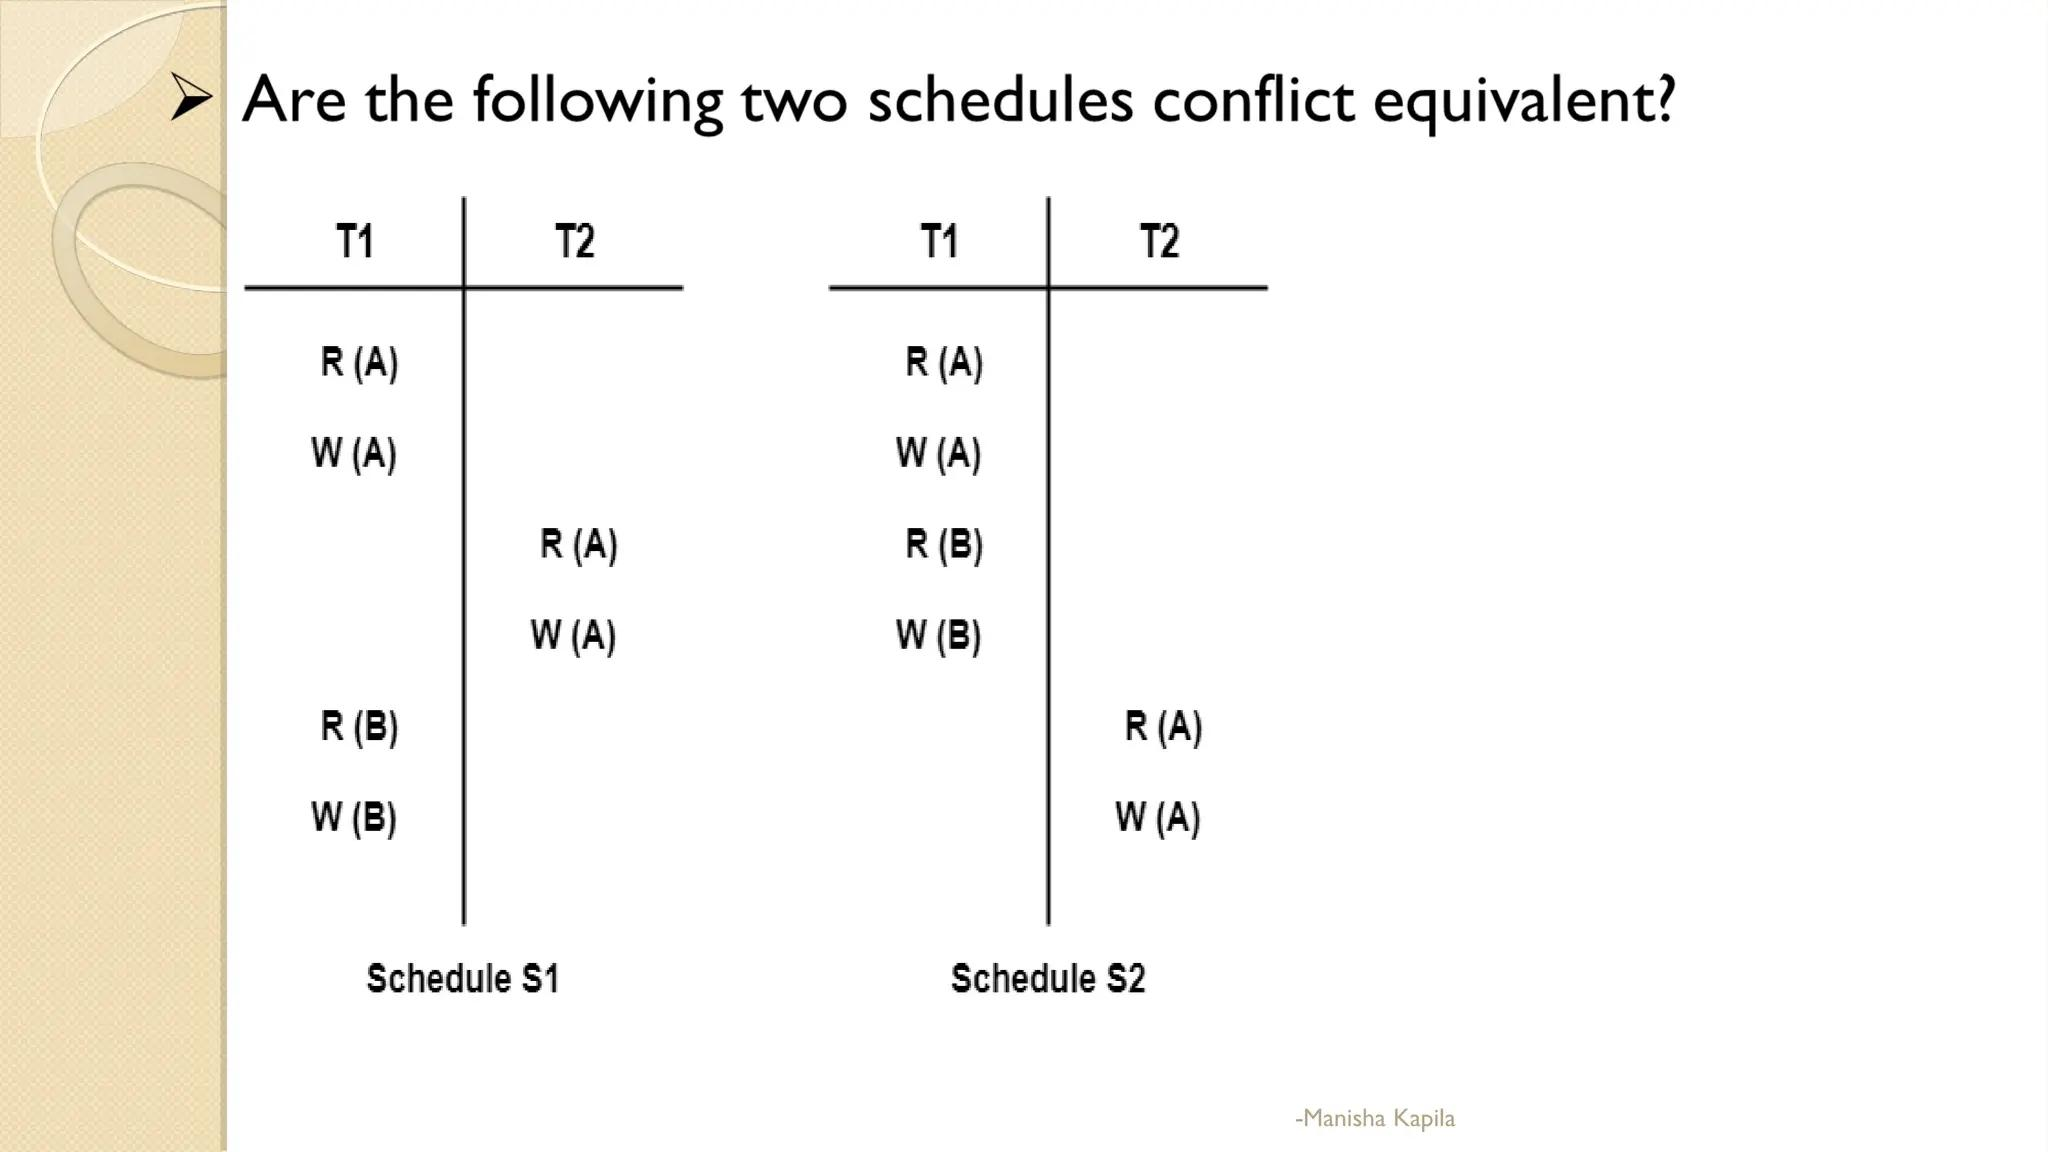 Are the following two schedules conflict equivalent?
T1 T2
R (A)
W (A)
R (A)
W (A)
R (B)
W (B)
Schedule S1
T1 T2
R (A)
W (A)
R (B)
W (B)
R (A)
W (A)
Schedule S2
-Manisha Kapila